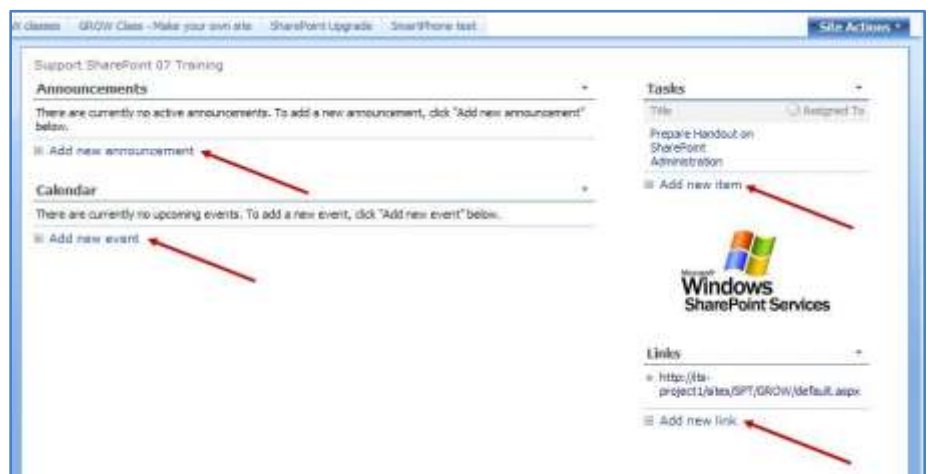 classes GROW Class - Make your own site SharePoint Upgrade SmartPhone test Site Actions
Support SharePoint 07 Training
Announcements
There are currently no active announcements. To add a new announcement, click "Add new announcement"
below.
Add new announcement
Calendar
There are currently no upcoming events. To add a new event, click "Add new event" below.
Add new event
Tasks
Title Assigned To
Prepare Handout on
SharePoint
Administration
Add new item
Microsoft
Windows
SharePoint Services
Links
http://its-
project1/sites/SPT/GROW/default.aspx
Add new link